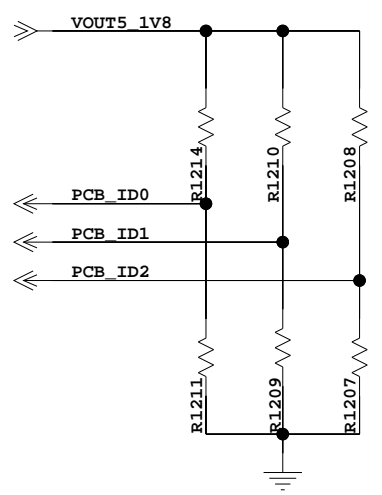 VOUT5_1V8
R1214
R1210
R1208
PCB_ID0
PCB_ID1
PCB_ID2
R1211
R1209
R1207